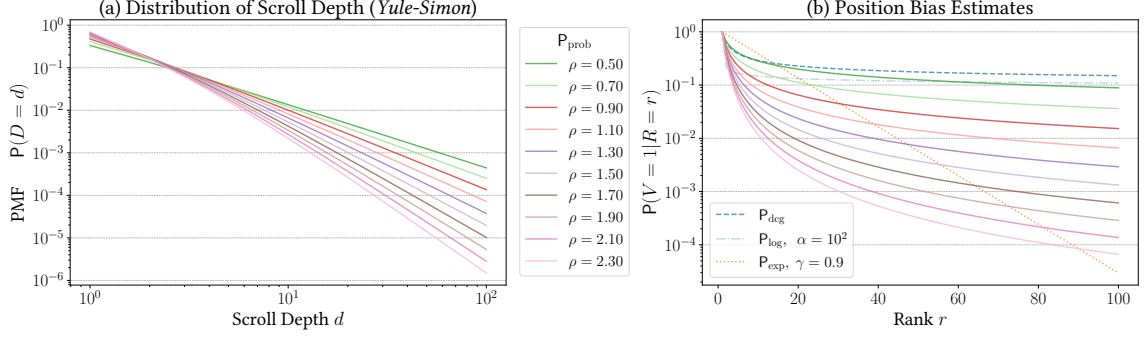 (a) Distribution of Scroll Depth (Yule-Simon)
PMF P(D = d)
10^0
10^{-1}
10^{-2}
10^{-3}
10^{-4}
10^{-5}
10^{-6}
10^0
10^1
10^2
Scroll Depth d
P_prob
ρ = 0.50
ρ = 0.70
ρ = 0.90
ρ = 1.10
ρ = 1.30
ρ = 1.50
ρ = 1.70
ρ = 1.90
ρ = 2.10
ρ = 2.30
(b) Position Bias Estimates
P(V = 1|R = r)
10^0
10^{-1}
10^{-2}
10^{-3}
10^{-4}
P_dcg
P_log, α = 10^2
P_exp, γ = 0.9
0
20
40
60
80
100
Rank r